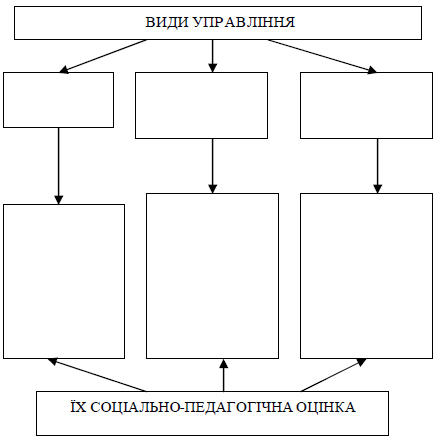 ВИДИ УПРАВЛІННЯ
ЇХ СОЦІАЛЬНО-ПЕДАГОГІЧНА ОЦІНКА